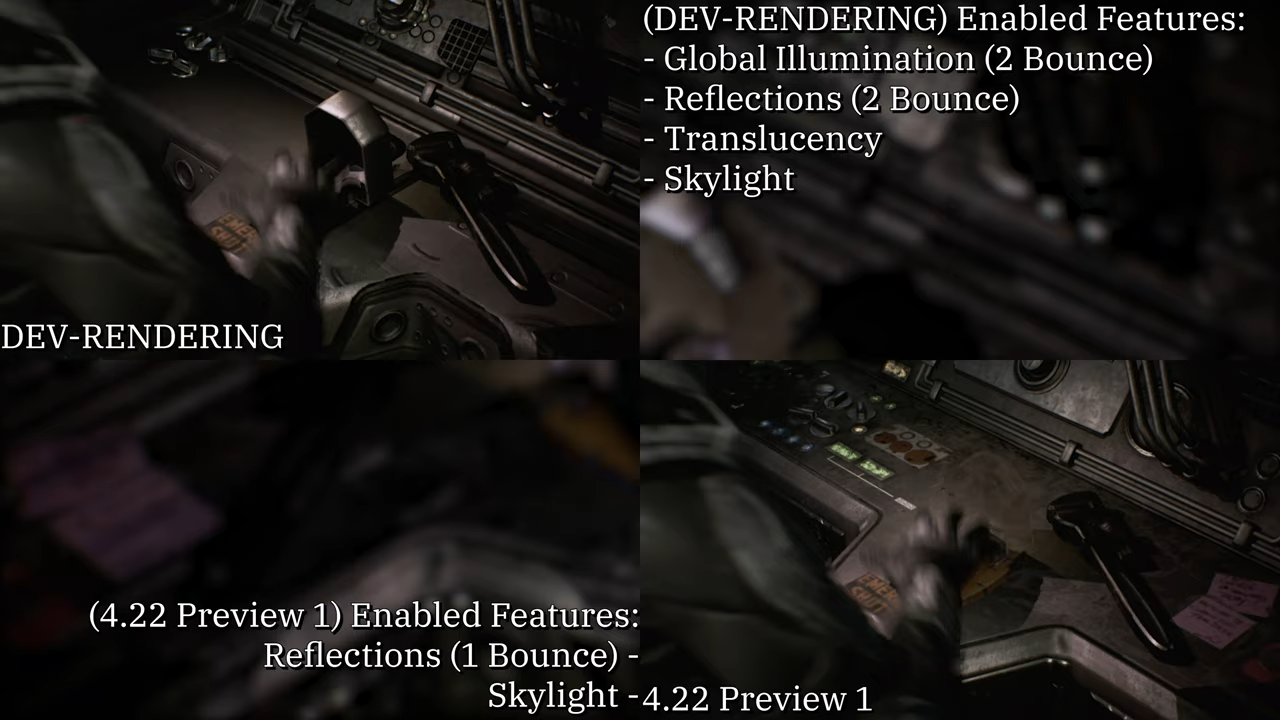 (DEV-RENDERING) Enabled Features:
- Global Illumination (2 Bounce)
- Reflections (2 Bounce)
- Translucency
- Skylight
DEV-RENDERING
(4.22 Preview 1) Enabled Features:
Reflections (1 Bounce) -
Skylight -
4.22 Preview 1